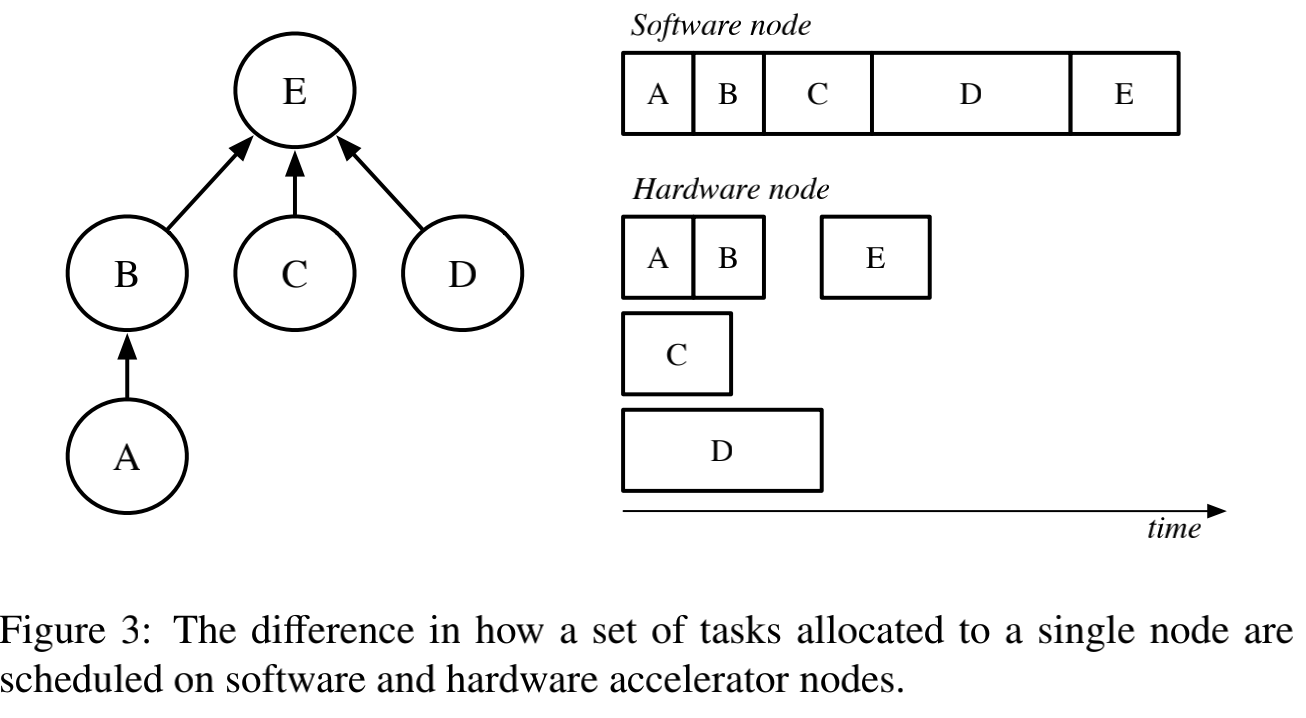 E
B
C
D
A
Software node
A B C D E
Hardware node
A B E
C
D
time
Figure 3: The difference in how a set of tasks allocated to a single node are
scheduled on software and hardware accelerator nodes.